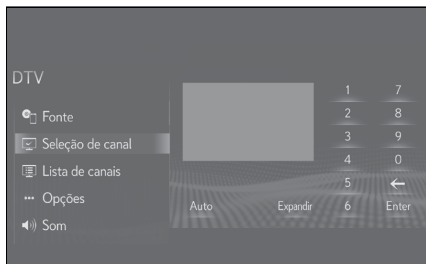 DTV
Fonte
Seleção de canal
Lista de canais
Opções
Som
Auto
Expandir
1 7
2 8
3 9
4 0
5 ←
6 Enter